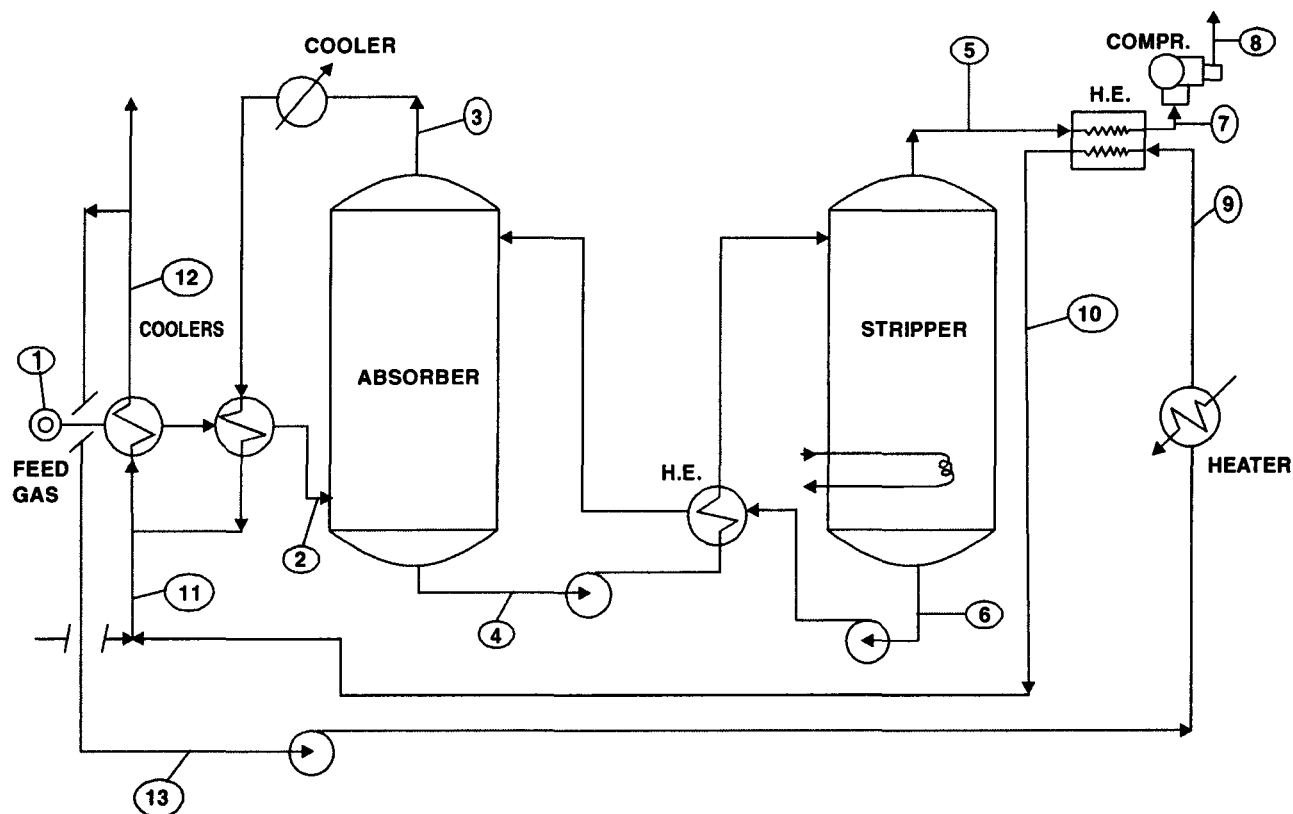 COOLER
COMPR.
8
5
H.E.
7
3
9
12
COOLERS
10
STRIPPER
1
ABSORBER
FEED
GAS
H.E.
HEATER
2
11
4
6
13